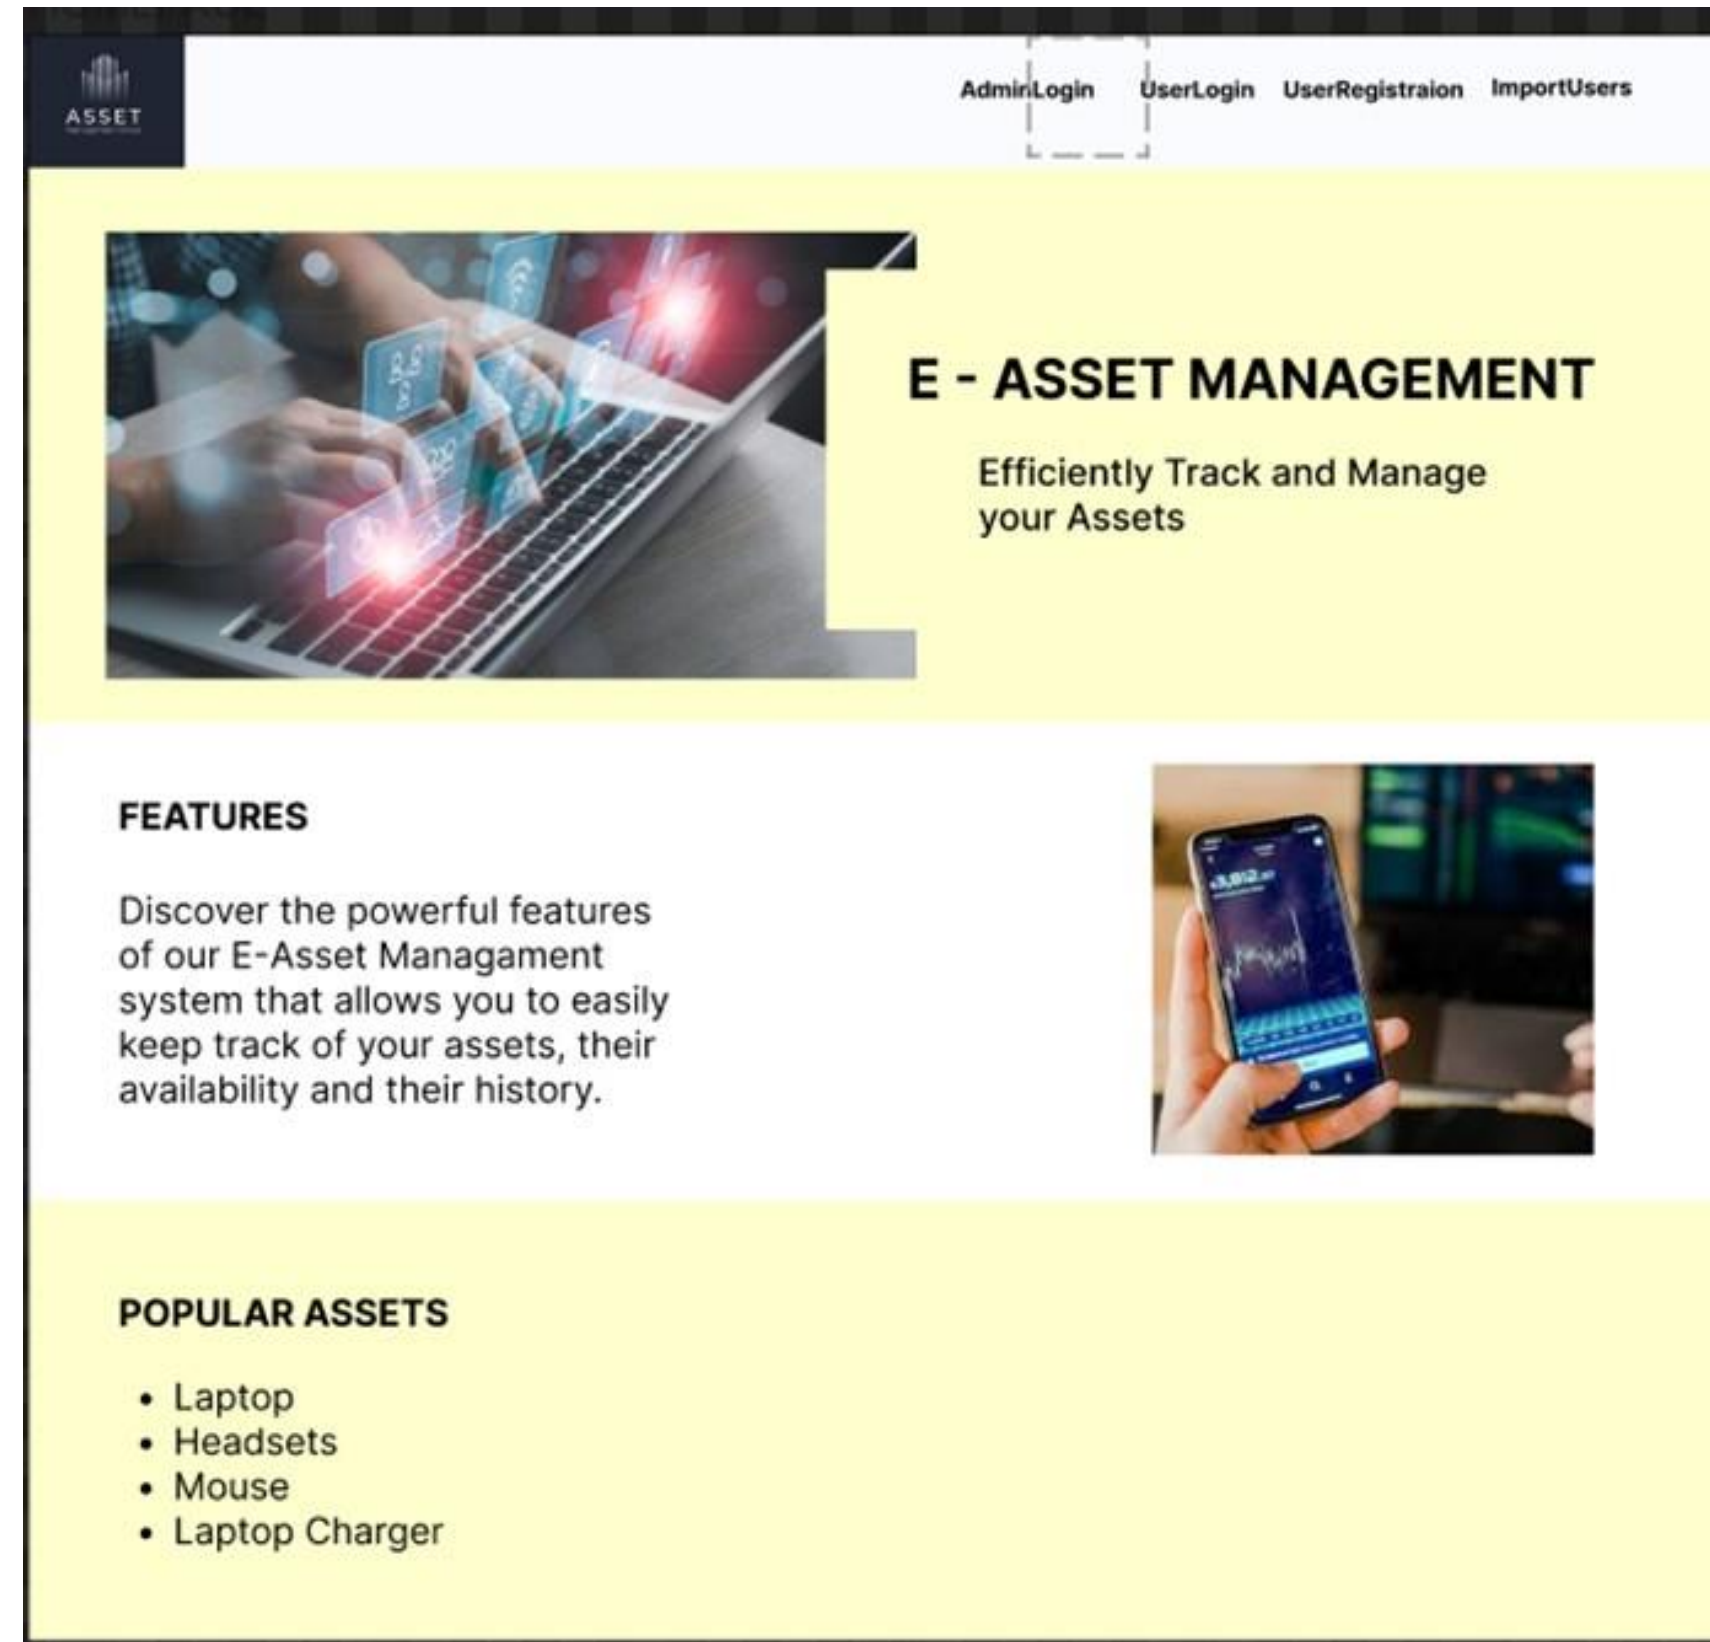 ASSET
AdminLogin UserLogin UserRegistraion ImportUsers
E - ASSET MANAGEMENT
Efficiently Track and Manage
your Assets
FEATURES
Discover the powerful features
of our E-Asset Managament
system that allows you to easily
keep track of your assets, their
availability and their history.
POPULAR ASSETS
• Laptop
• Headsets
• Mouse
• Laptop Charger